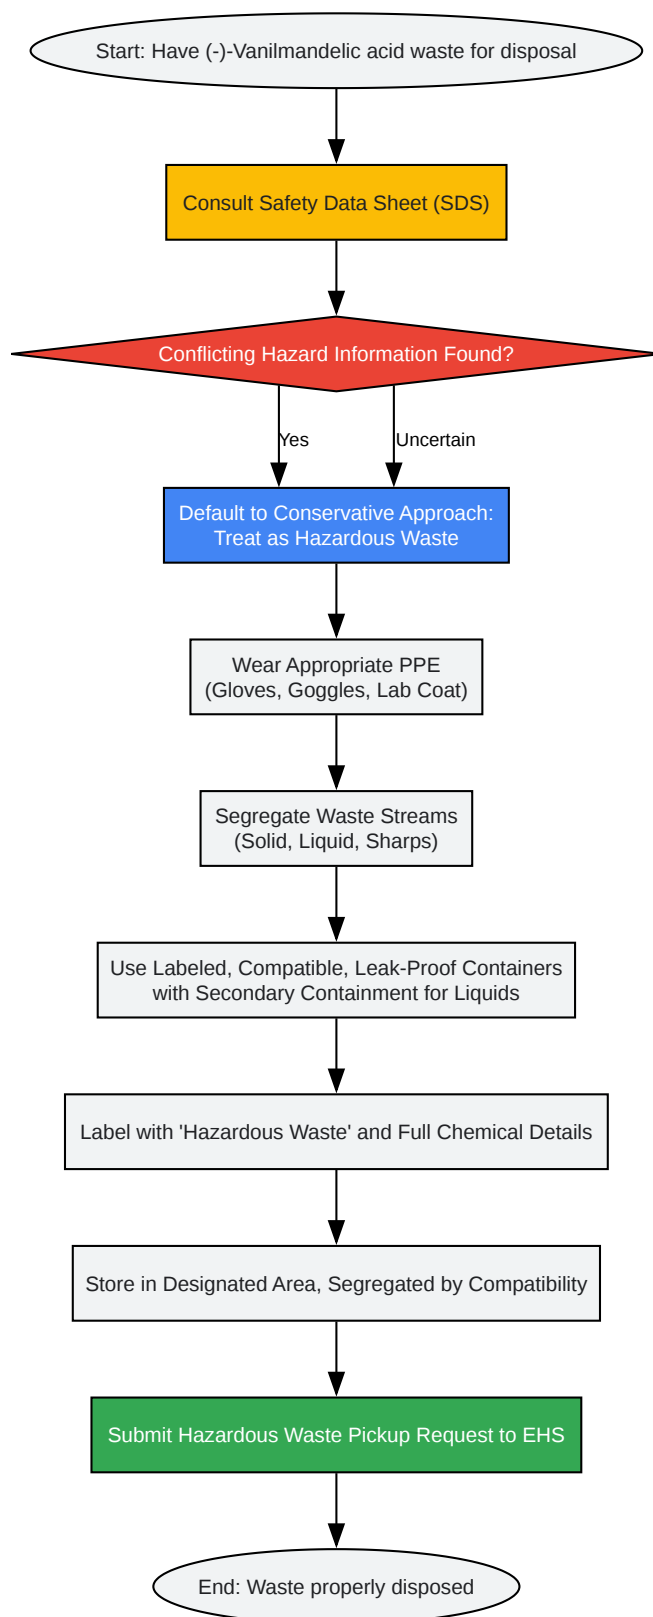 Start: Have (-)-Vanilmandelic acid waste for disposal
Consult Safety Data Sheet (SDS)
Conflicting Hazard Information Found?
Yes
Uncertain
Default to Conservative Approach:
Treat as Hazardous Waste
Wear Appropriate PPE
(Gloves, Goggles, Lab Coat)
Segregate Waste Streams
(Solid, Liquid, Sharps)
Use Labeled, Compatible, Leak-Proof Containers
with Secondary Containment for Liquids
Label with 'Hazardous Waste' and Full Chemical Details
Store in Designated Area, Segregated by Compatibility
Submit Hazardous Waste Pickup Request to EHS
End: Waste properly disposed